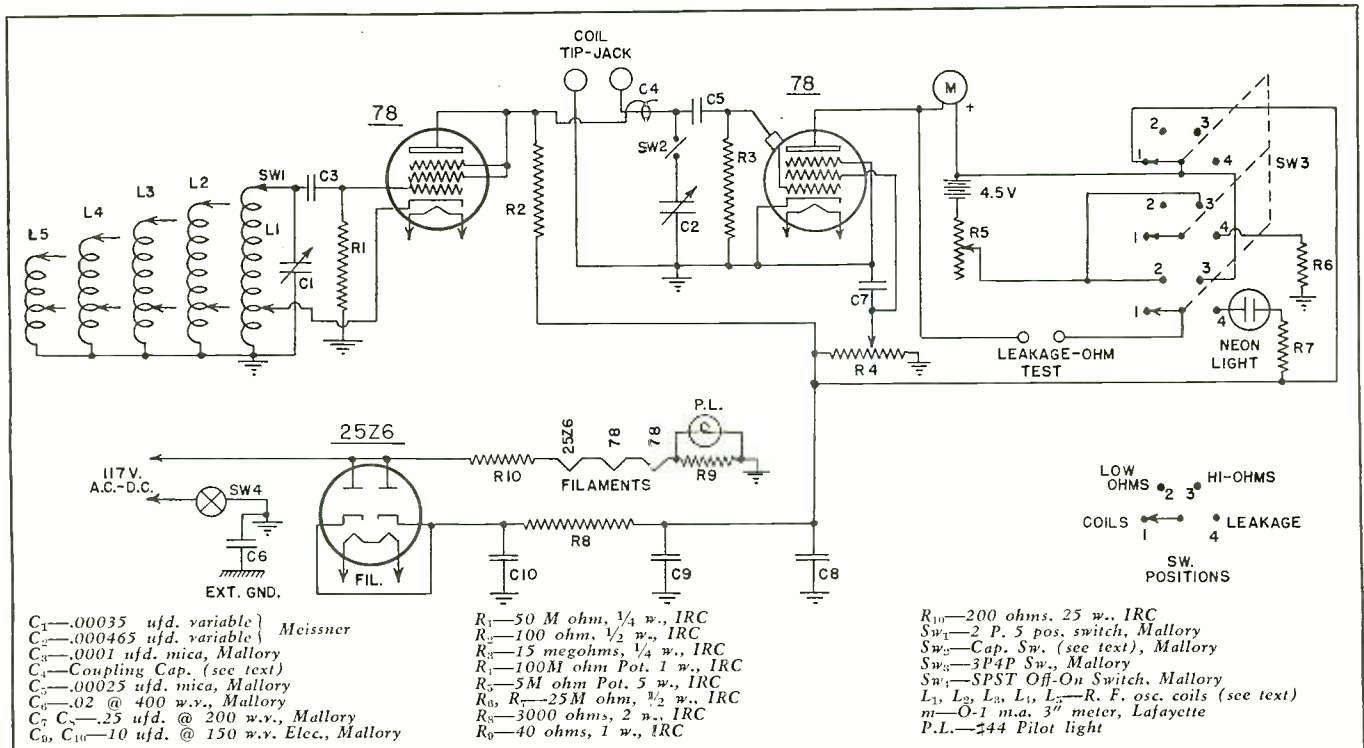 COIL
TIP-JACK
78
C4
C5
78
M
+
2 3
1 4
SW3
SW2
R3
C3
SW1
L2
L3
L4
L5
L1
R1
C1
R2
C2
4.5 V
2 3
1 4
R5
R6
2 3
1 4
C7
R4
LEAKAGE-OHM
TEST
NEON
LIGHT
R7
P.L.
25Z6
25Z6
78
78
117 V.
A.C.-D.C.
R10
FILAMENTS
R9
SW4
C6
EXT. GND.
FIL.
R8
C10
C9
C8
LOW
OHMS 2 3 HI-OHMS
COILS 1 4 LEAKAGE
SW.
POSITIONS
C1—.00035 ufd. variable } Meissner
C2—.000465 ufd. variable }
C3—.0001 ufd. mica, Mallory
C4—Coupling Cap. (see text)
C5—.00025 ufd. mica, Mallory
C6—.02 @ 400 w.v., Mallory
C7 C8—.25 ufd. @ 200 w.v., Mallory
C9, C10—10 ufd. @ 150 w.v. Elec., Mallory
R1—50 M ohm, 1/4 w., IRC
R2—100 ohm, 1/2 w., IRC
R3—15 megohms, 1/4 w., IRC
R4—100M ohm Pot. 1 w., IRC
R5—5M ohm Pot. 5 w., IRC
R6, R7—25M ohm, 1/2 w., IRC
R8—3000 ohms, 2 w., IRC
R9—40 ohms, 1 w., IRC
R10—200 ohms. 25 w., IRC
Sw1—2 P. 5 pos. switch, Mallory
Sw2—Cap. Sw. (see text), Mallory
Sw3—3P4P Sw., Mallory
Sw4—SPST Off-On Switch, Mallory
L1, L2, L3, L4, L5—R. F. osc. coils (see text)
m—O-1 m.a. 3" meter, Lafayette
P.L.—#44 Pilot light